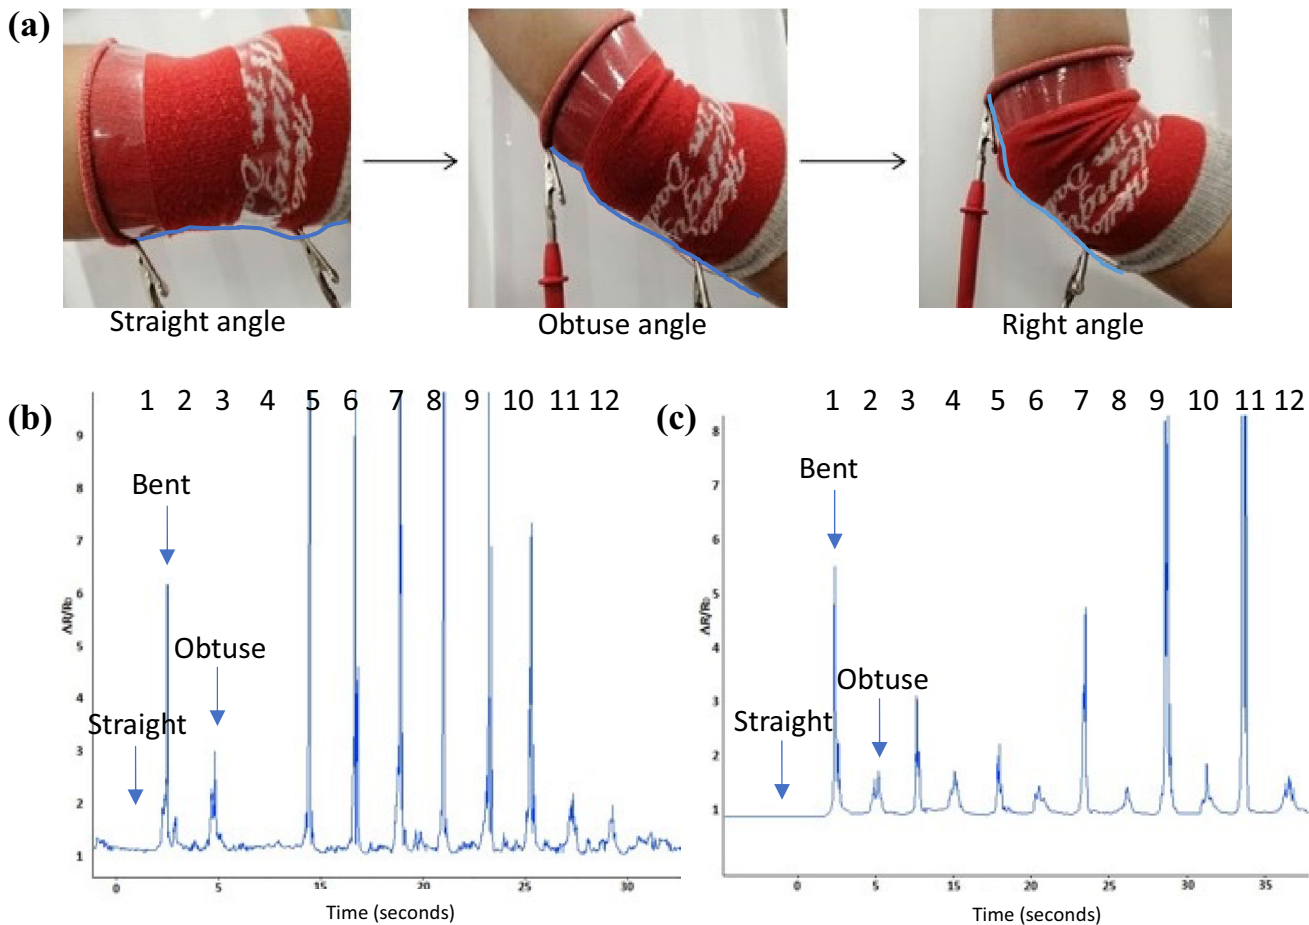 (a)
Straight angle
Obtuse angle
Right angle
(b)
1 2 3 4 5 6 7 8 9 10 11 12
9
8
7
6
5
4
3
2
1
ΔR/R₀
Bent
Obtuse
Straight
0 5 15 20 25 30
Time (seconds)
(c)
1 2 3 4 5 6 7 8 9 10 11 12
8
7
6
5
4
3
2
1
ΔR/R₀
Bent
Obtuse
Straight
0 5 15 25 30 35
Time (seconds)